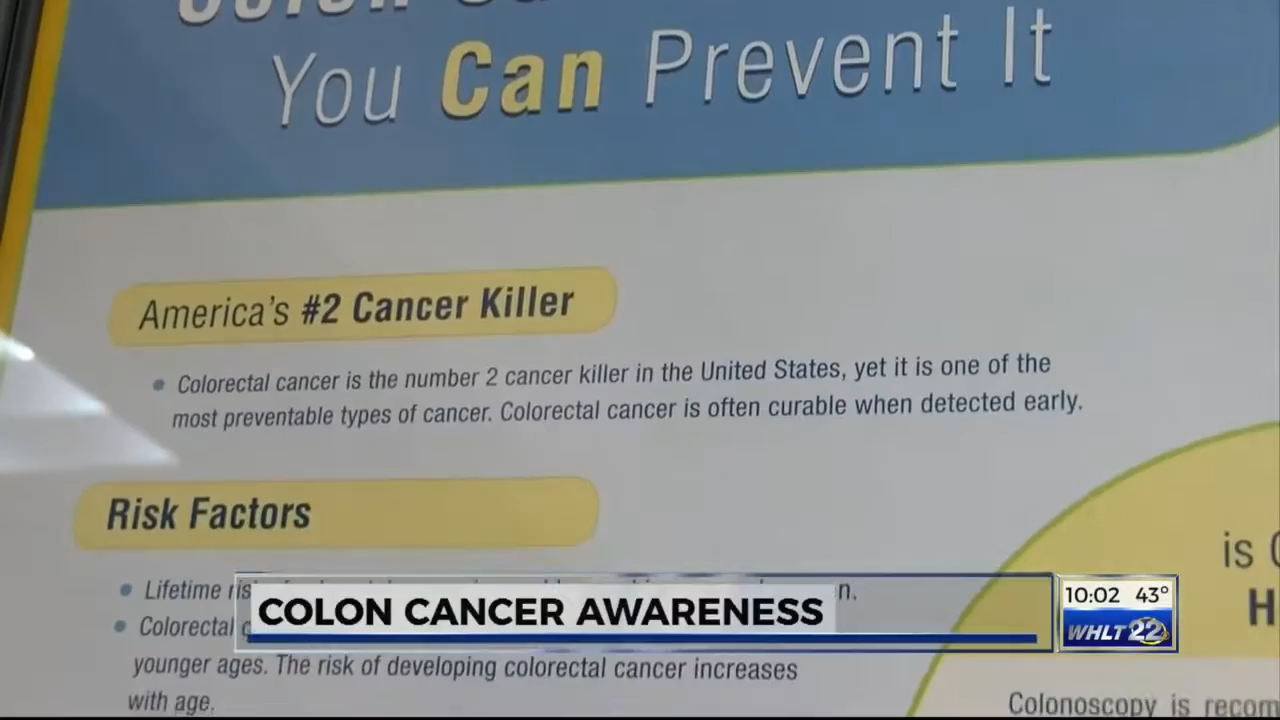 You Can Prevent It
America's #2 Cancer Killer
• Colorectal cancer is the number 2 cancer killer in the United States, yet it is one of the
most preventable types of cancer. Colorectal cancer is often curable when detected early.
Risk Factors
• Lifetime
• Colorectal
younger ages. The risk of developing colorectal cancer increases
with age.
is
Colonoscopy is
COLON CANCER AWARENESS
10:02 43°
WHLT 22